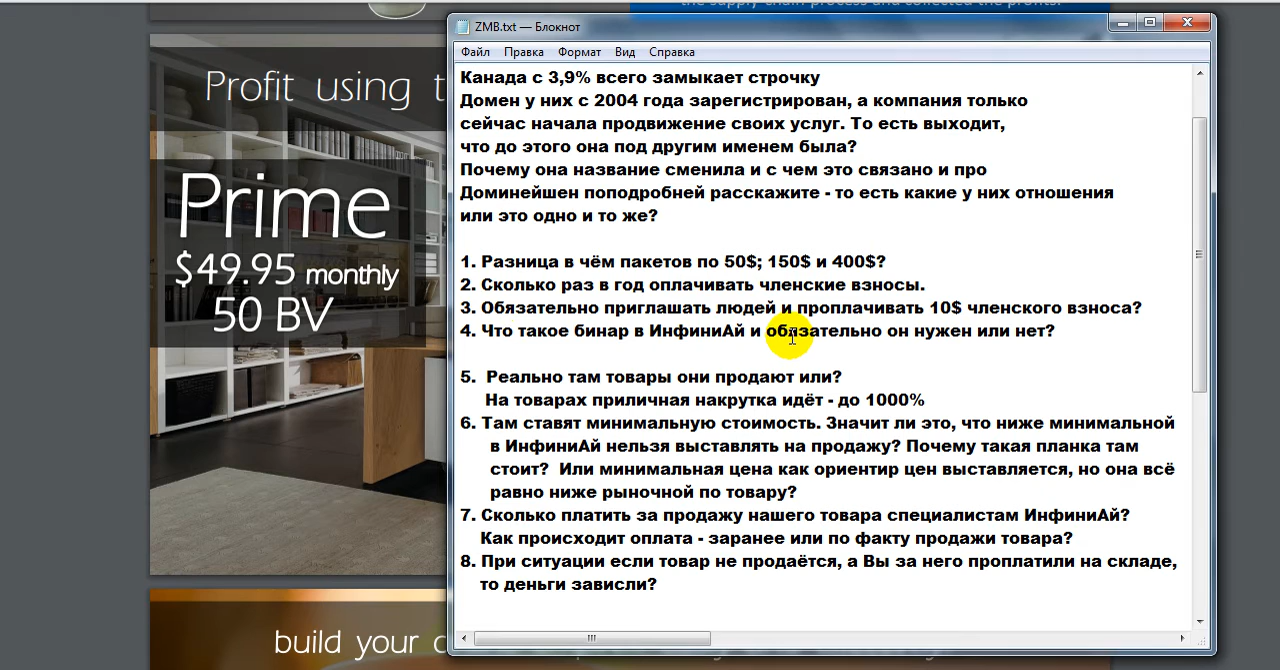 the supply chain process and collected the profits.
Profit using t
Prime
$49.95 monthly
50 BV
build your
ZMB.txt — Блокнот
Файл Правка Формат Вид Справка
Канада с 3,9% всего замыкает строчку
Домен у них с 2004 года зарегистрирован, а компания только
сейчас начала продвижение своих услуг. То есть выходит,
что до этого она под другим именем была?
Почему она название сменила и с чем это связано и про
Доминейшен поподробней расскажите - то есть какие у них отношения
или это одно и то же?
1. Разница в чём пакетов по 50$; 150$ и 400$?
2. Сколько раз в год оплачивать членские взносы.
3. Обязательно приглашать людей и проплачивать 10$ членского взноса?
4. Что такое бинар в ИнфиниАй и обязательно он нужен или нет?
5. Реально там товары они продают или?
На товарах приличная накрутка идёт - до 1000%
6. Там ставят минимальную стоимость. Значит ли это, что ниже минимальной
в ИнфиниАй нельзя выставлять на продажу? Почему такая планка там
стоит? Или минимальная цена как ориентир цен выставляется, но она всё
равно ниже рыночной по товару?
7. Сколько платить за продажу нашего товара специалистам ИнфиниАй?
Как происходит оплата - заранее или по факту продажи товара?
8. При ситуации если товар не продаётся, а Вы за него проплатили на складе,
то деньги зависли?